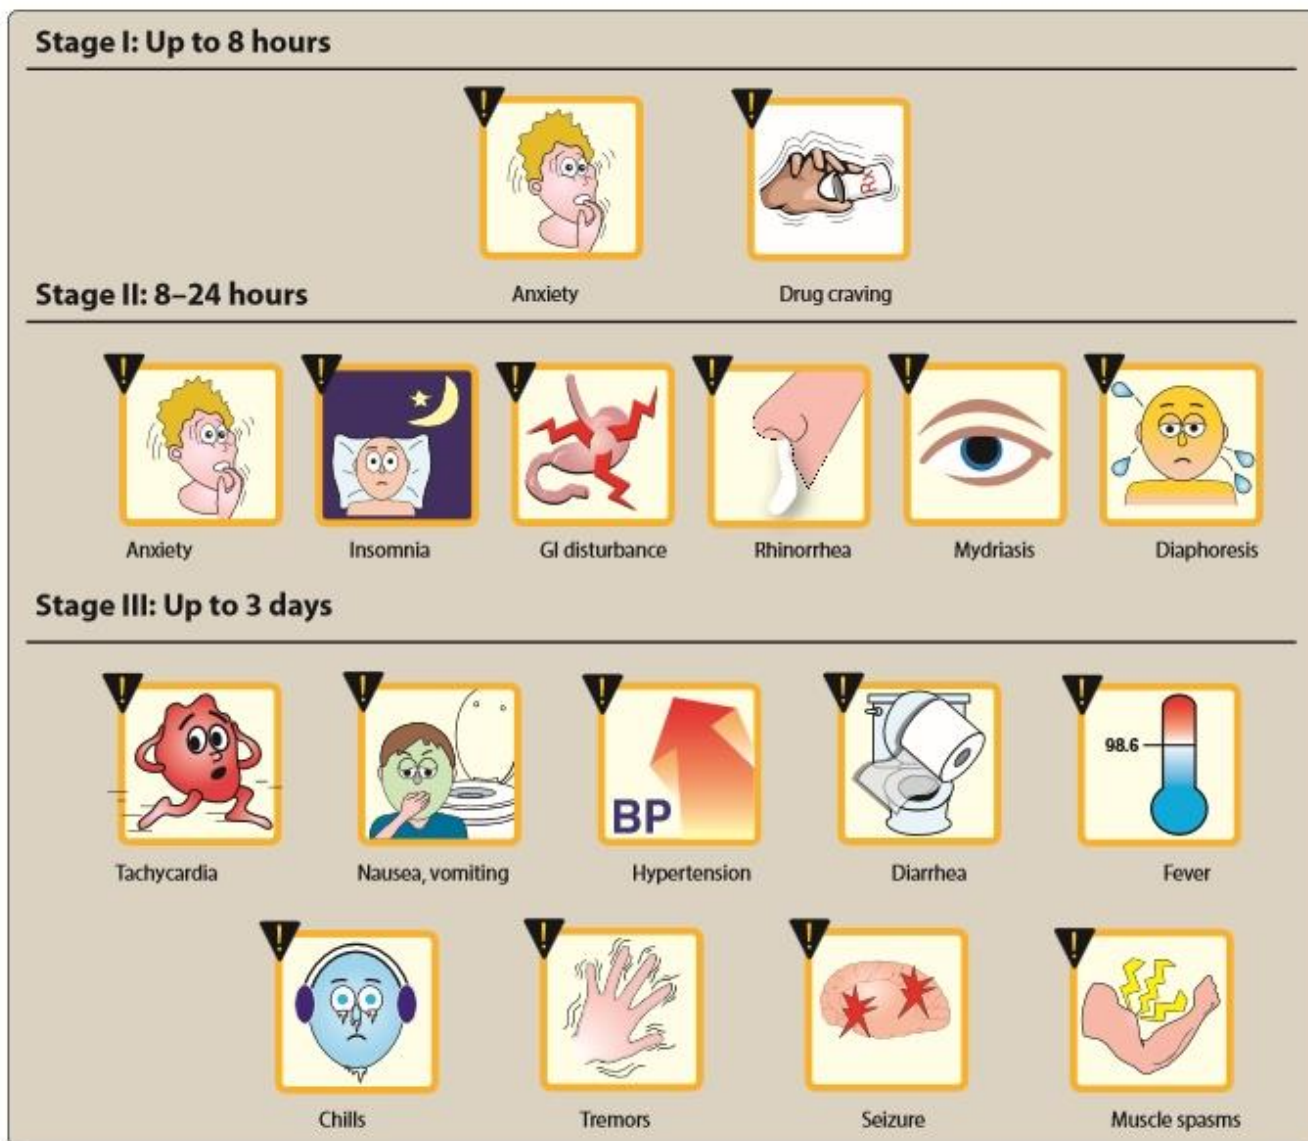 Stage I: Up to 8 hours
!
!
Rx
Anxiety
Drug craving
Stage II: 8–24 hours
!
!
!
!
!
!
Anxiety
Insomnia
GI disturbance
Rhinorrhea
Mydriasis
Diaphoresis
Stage III: Up to 3 days
!
!
!
!
!
BP
98.6
Tachycardia
Nausea, vomiting
Hypertension
Diarrhea
Fever
!
!
!
!
Chills
Tremors
Seizure
Muscle spasms